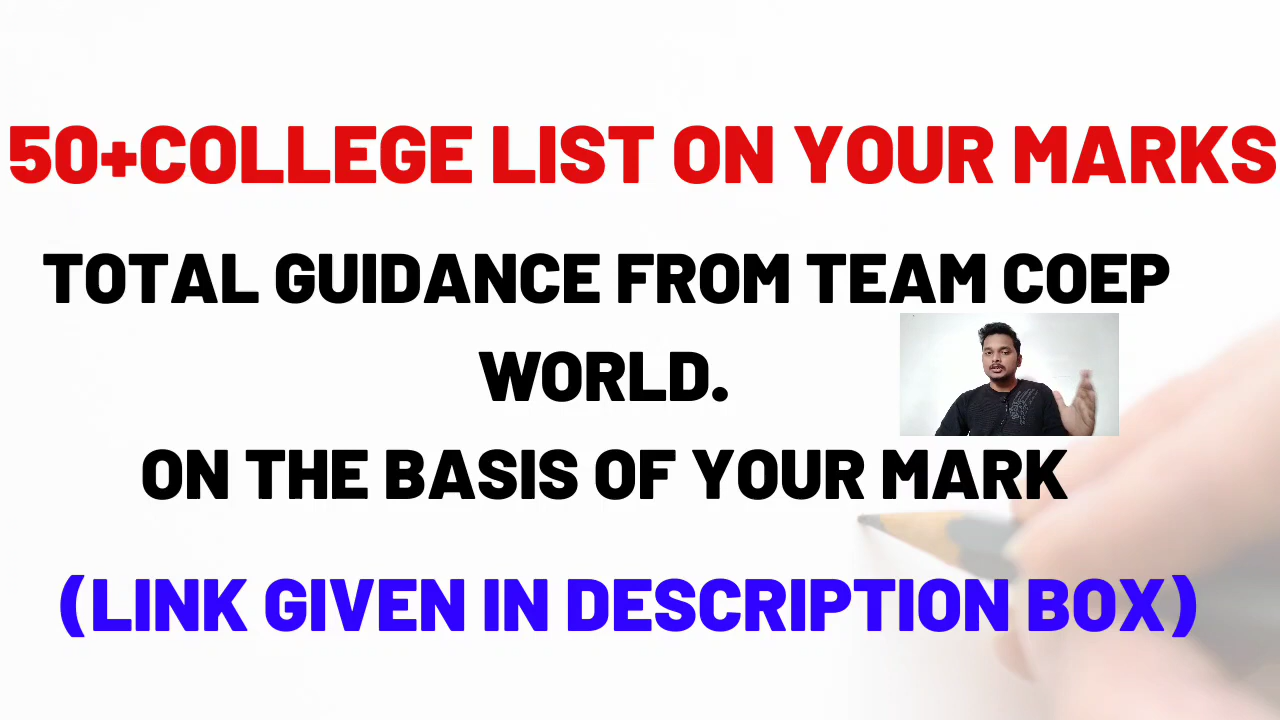 50+COLLEGE LIST ON YOUR MARKS
TOTAL GUIDANCE FROM TEAM COEP
WORLD.
ON THE BASIS OF YOUR MARK
(LINK GIVEN IN DESCRIPTION BOX)